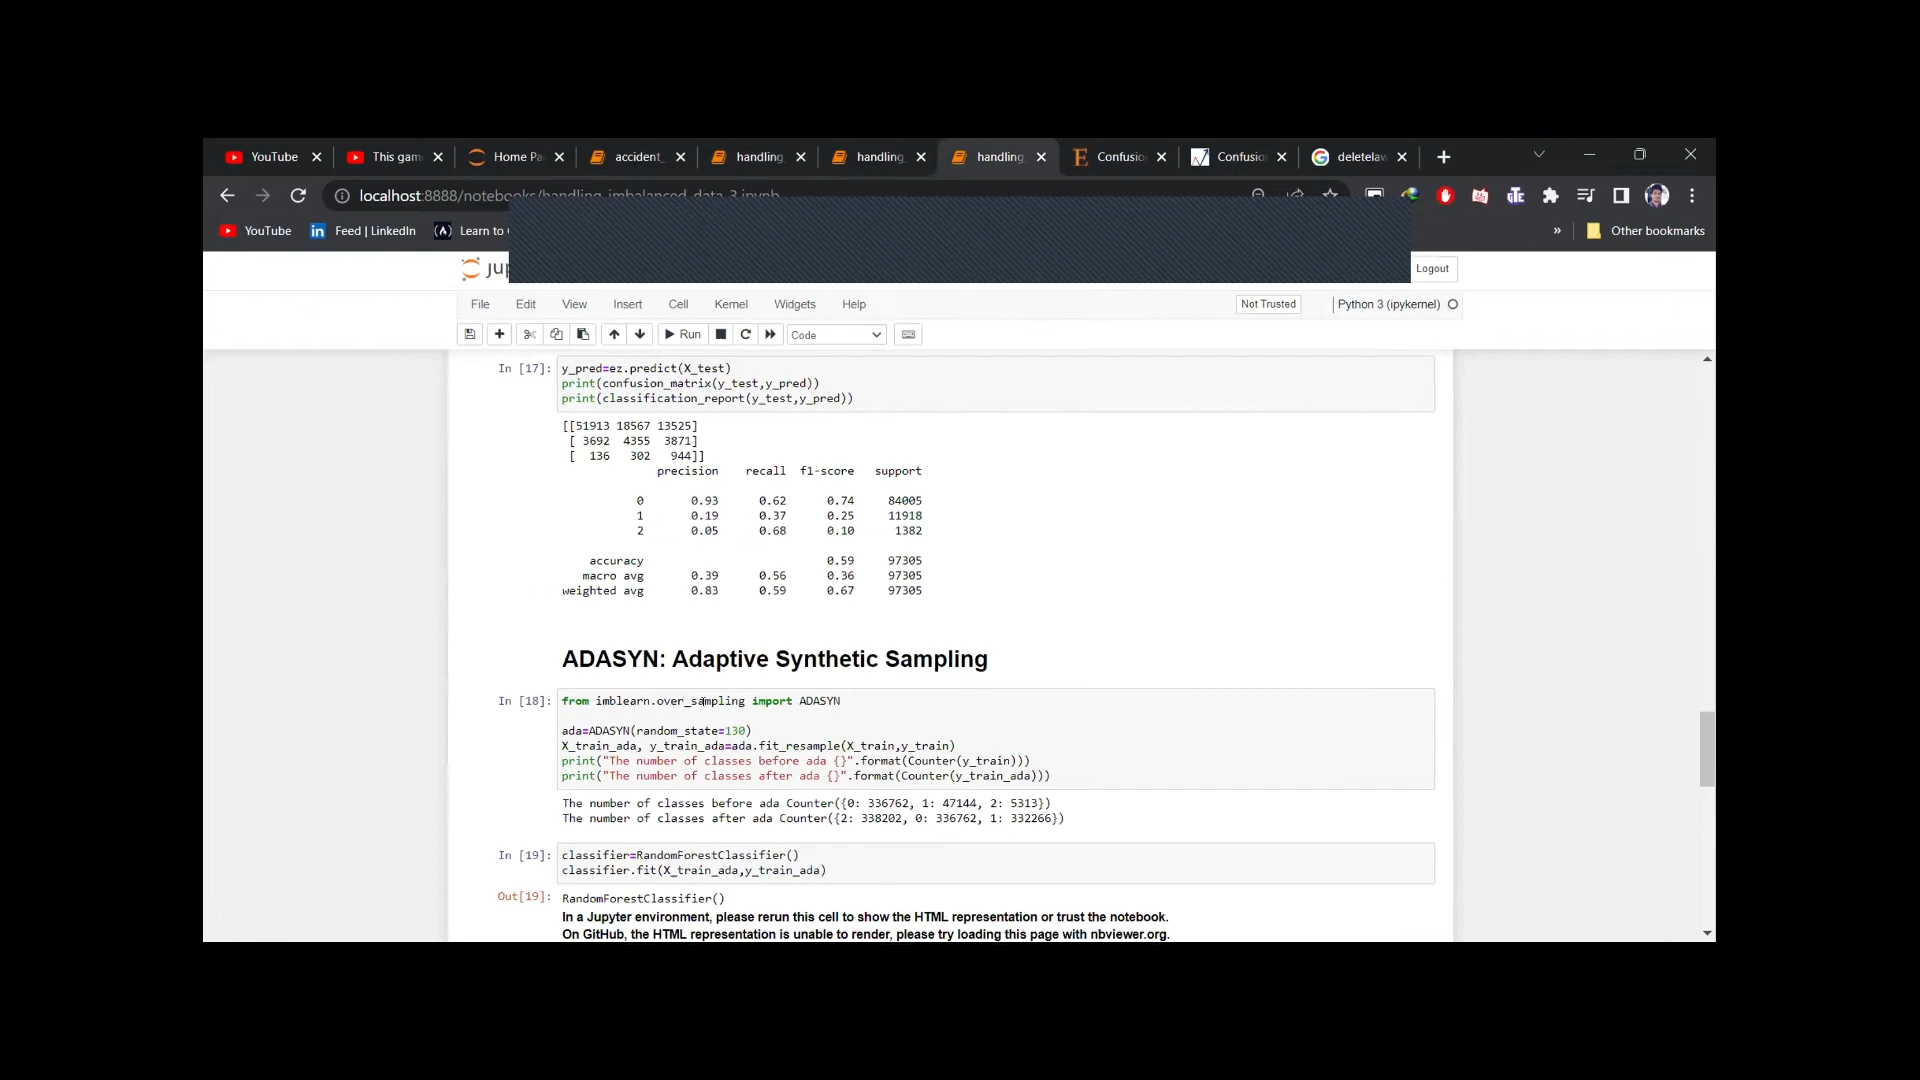 YouTube
This gam
Home Pa
accident_
handling_
handling_
handling_
Confusio
Confusio
deletelaw
localhost:8888/notebooks/handling_imbalanced_data_3.ipynb
YouTube
Feed | LinkedIn
Learn to
Other bookmarks
Logout
File Edit View Insert Cell Kernel Widgets Help
Not Trusted
Python 3 (ipykernel)
Run
Code
In [17]:
y_pred=ez.predict(X_test)
print(confusion_matrix(y_test,y_pred))
print(classification_report(y_test,y_pred))
[[51913 18567 13525]
[ 3692 4355 3871]
[ 136 302 944]]
precision recall f1-score support
0 0.93 0.62 0.74 84005
1 0.19 0.37 0.25 11918
2 0.05 0.68 0.10 1382
accuracy 0.59 97305
macro avg 0.39 0.56 0.36 97305
weighted avg 0.83 0.59 0.67 97305
ADASYN: Adaptive Synthetic Sampling
In [18]:
from imblearn.over_sampling import ADASYN
ada=ADASYN(random_state=130)
X_train_ada, y_train_ada=ada.fit_resample(X_train,y_train)
print("The number of classes before ada {}".format(Counter(y_train)))
print("The number of classes after ada {}".format(Counter(y_train_ada)))
The number of classes before ada Counter({0: 336762, 1: 47144, 2: 5313})
The number of classes after ada Counter({2: 338202, 0: 336762, 1: 332266})
In [19]:
classifier=RandomForestClassifier()
classifier.fit(X_train_ada,y_train_ada)
Out[19]:
RandomForestClassifier()
In a Jupyter environment, please rerun this cell to show the HTML representation or trust the notebook.
On GitHub, the HTML representation is unable to render, please try loading this page with nbviewer.org.